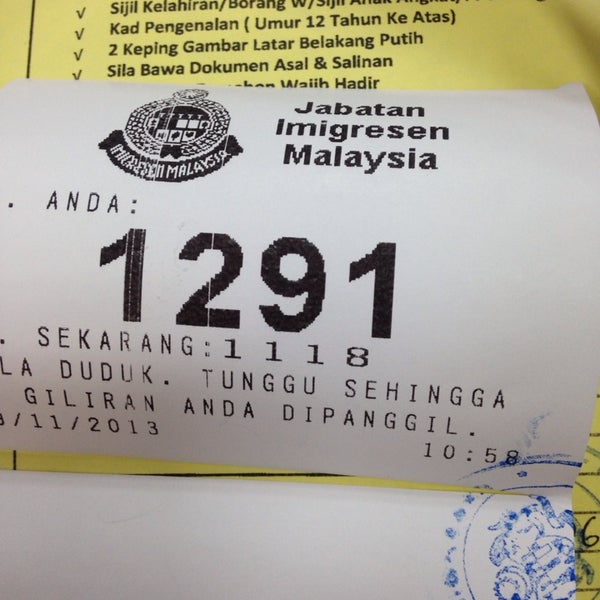 Sijil Kelahiran/Borang W/Sijil Anak Angkat/
√ Kad Pengenalan ( Umur 12 Tahun Ke Atas)
√ 2 Keping Gambar Latar Belakang Putih
√ Sila Bawa Dokumen Asal & Salinan
√ Wajib Hadir
IMIGRESEN MALAYSIA
Jabatan
Imigresen
Malaysia
. ANDA:
1291
. SEKARANG:1118
LA DUDUK. TUNGGU SEHINGGA
GILIRAN ANDA DIPANGGIL.
/11/2013
10:58
6